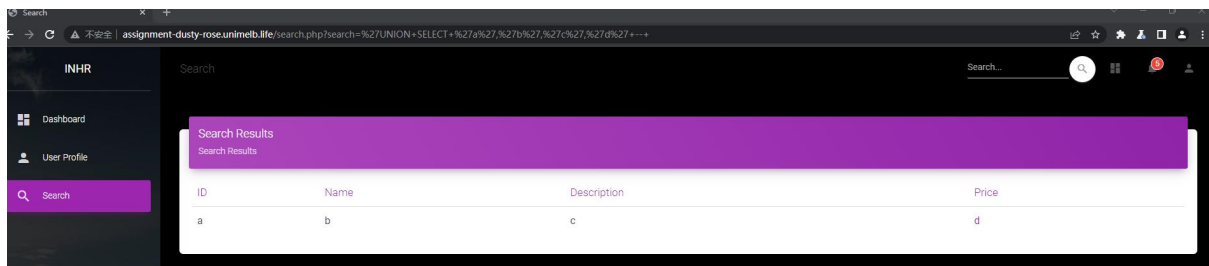 Search
不安全 | assignment-dusty-rose.unimelb.life/search.php?search=%27UNION+SELECT+%27a%27,%27b%27,%27c%27,%27d%27+--+
INHR
Search
Search...
5
Dashboard
User Profile
Search
Search Results
Search Results
ID Name Description Price
a b c d